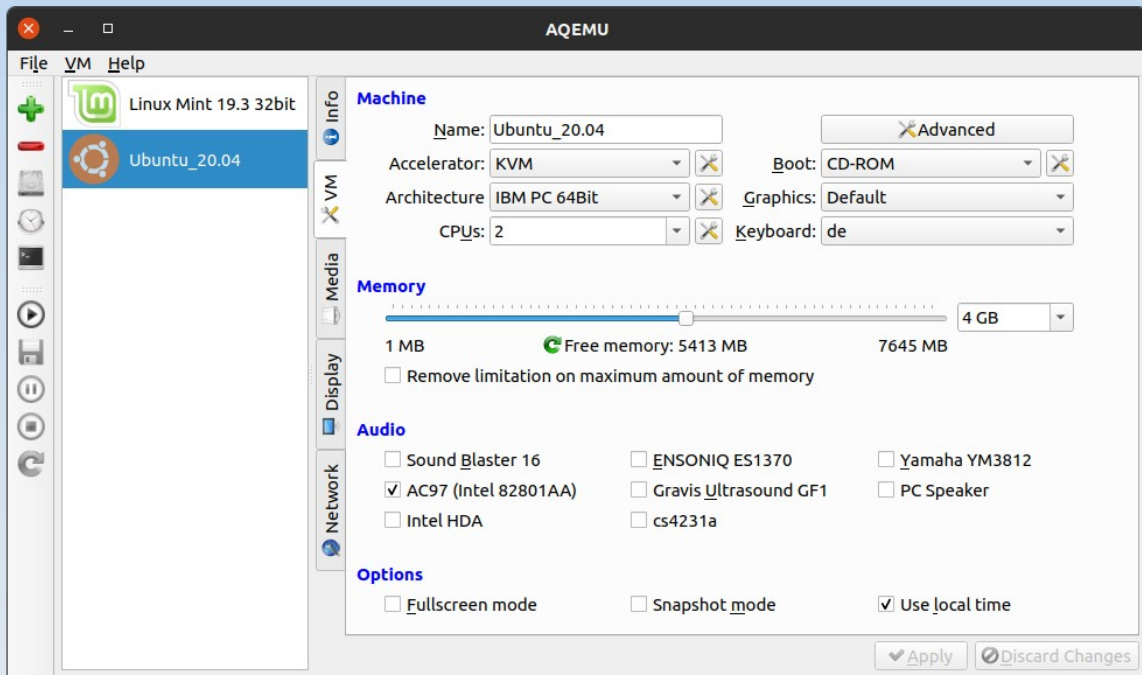 AQEMU
File VM Help
Linux Mint 19.3 32bit
Ubuntu_20.04
Info
VM
Media
Display
Network
Machine
Name: Ubuntu_20.04 Advanced
Accelerator: KVM Boot: CD-ROM
Architecture IBM PC 64Bit Graphics: Default
CPUs: 2 Keyboard: de
Memory
4 GB
1 MB Free memory: 5413 MB 7645 MB
Remove limitation on maximum amount of memory
Audio
Sound Blaster 16 ENSONIQ ES1370 Yamaha YM3812
AC97 (Intel 82801AA) Gravis Ultrasound GF1 PC Speaker
Intel HDA cs4231a
Options
Fullscreen mode Snapshot mode Use local time
Apply Discard Changes